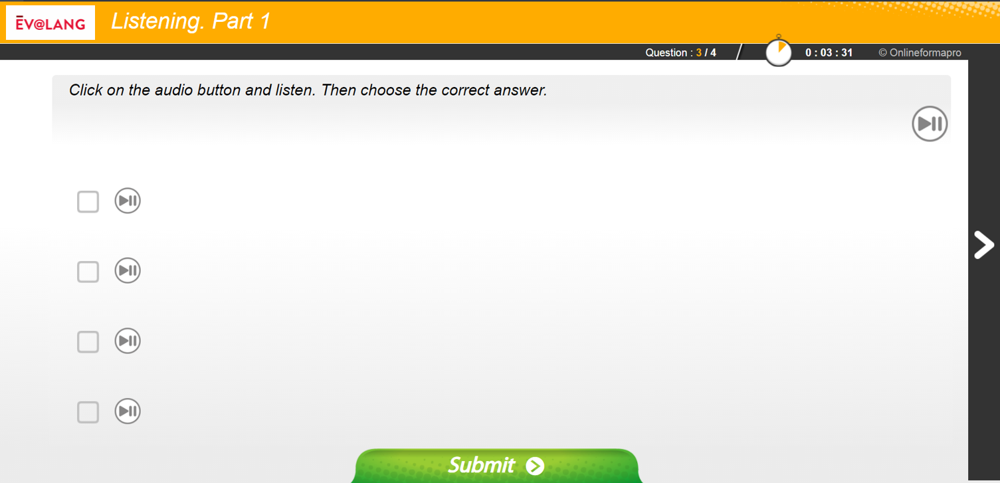 ĒV@LANG
Listening. Part 1
Question : 3 / 4
0 : 03 : 31
© Onlineformapro
Click on the audio button and listen. Then choose the correct answer.
Submit